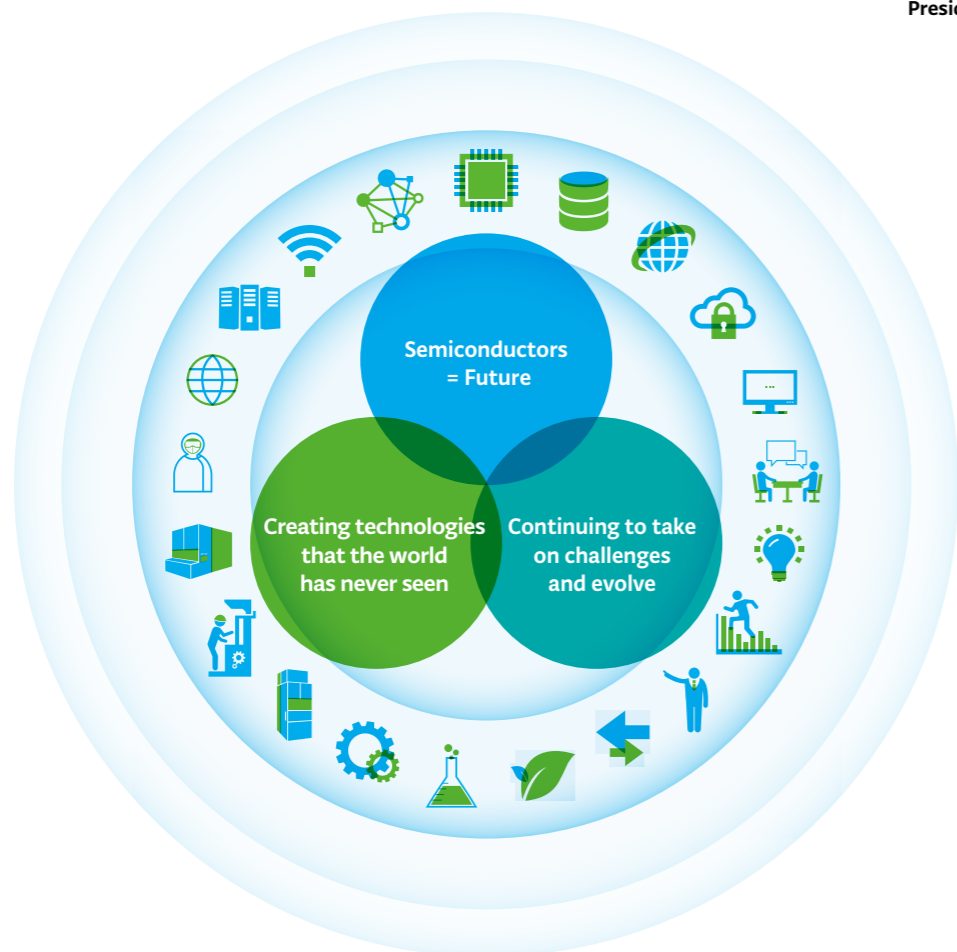 Semiconductors
= Future
Creating technologies
that the world
has never seen
Continuing to take
on challenges
and evolve